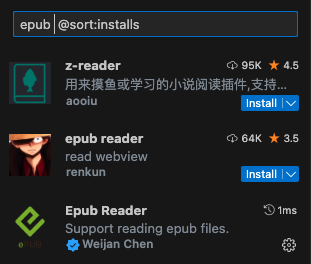 epub @sort:installs
z-reader 95K 4.5
用来摸鱼或学习的小说阅读插件,支持…
aooiu Install
epub reader 64K 3.5
read webview
renkun Install
Epub Reader 1ms
Support reading epub files.
Weijan Chen